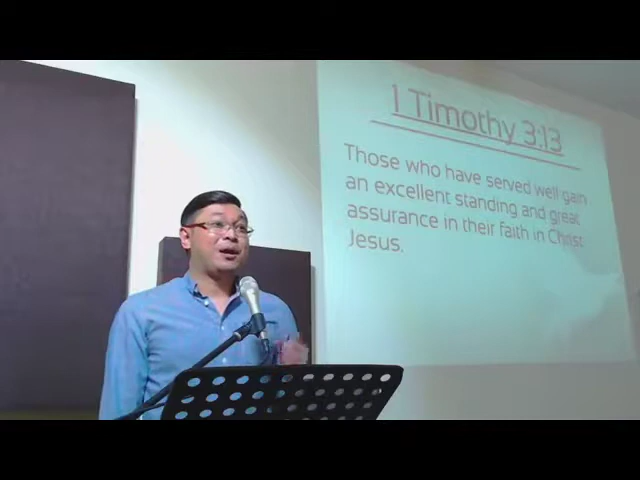 1 Timothy 3:13
Those who have served well gain
an excellent standing and great
assurance in their faith in Christ
Jesus.